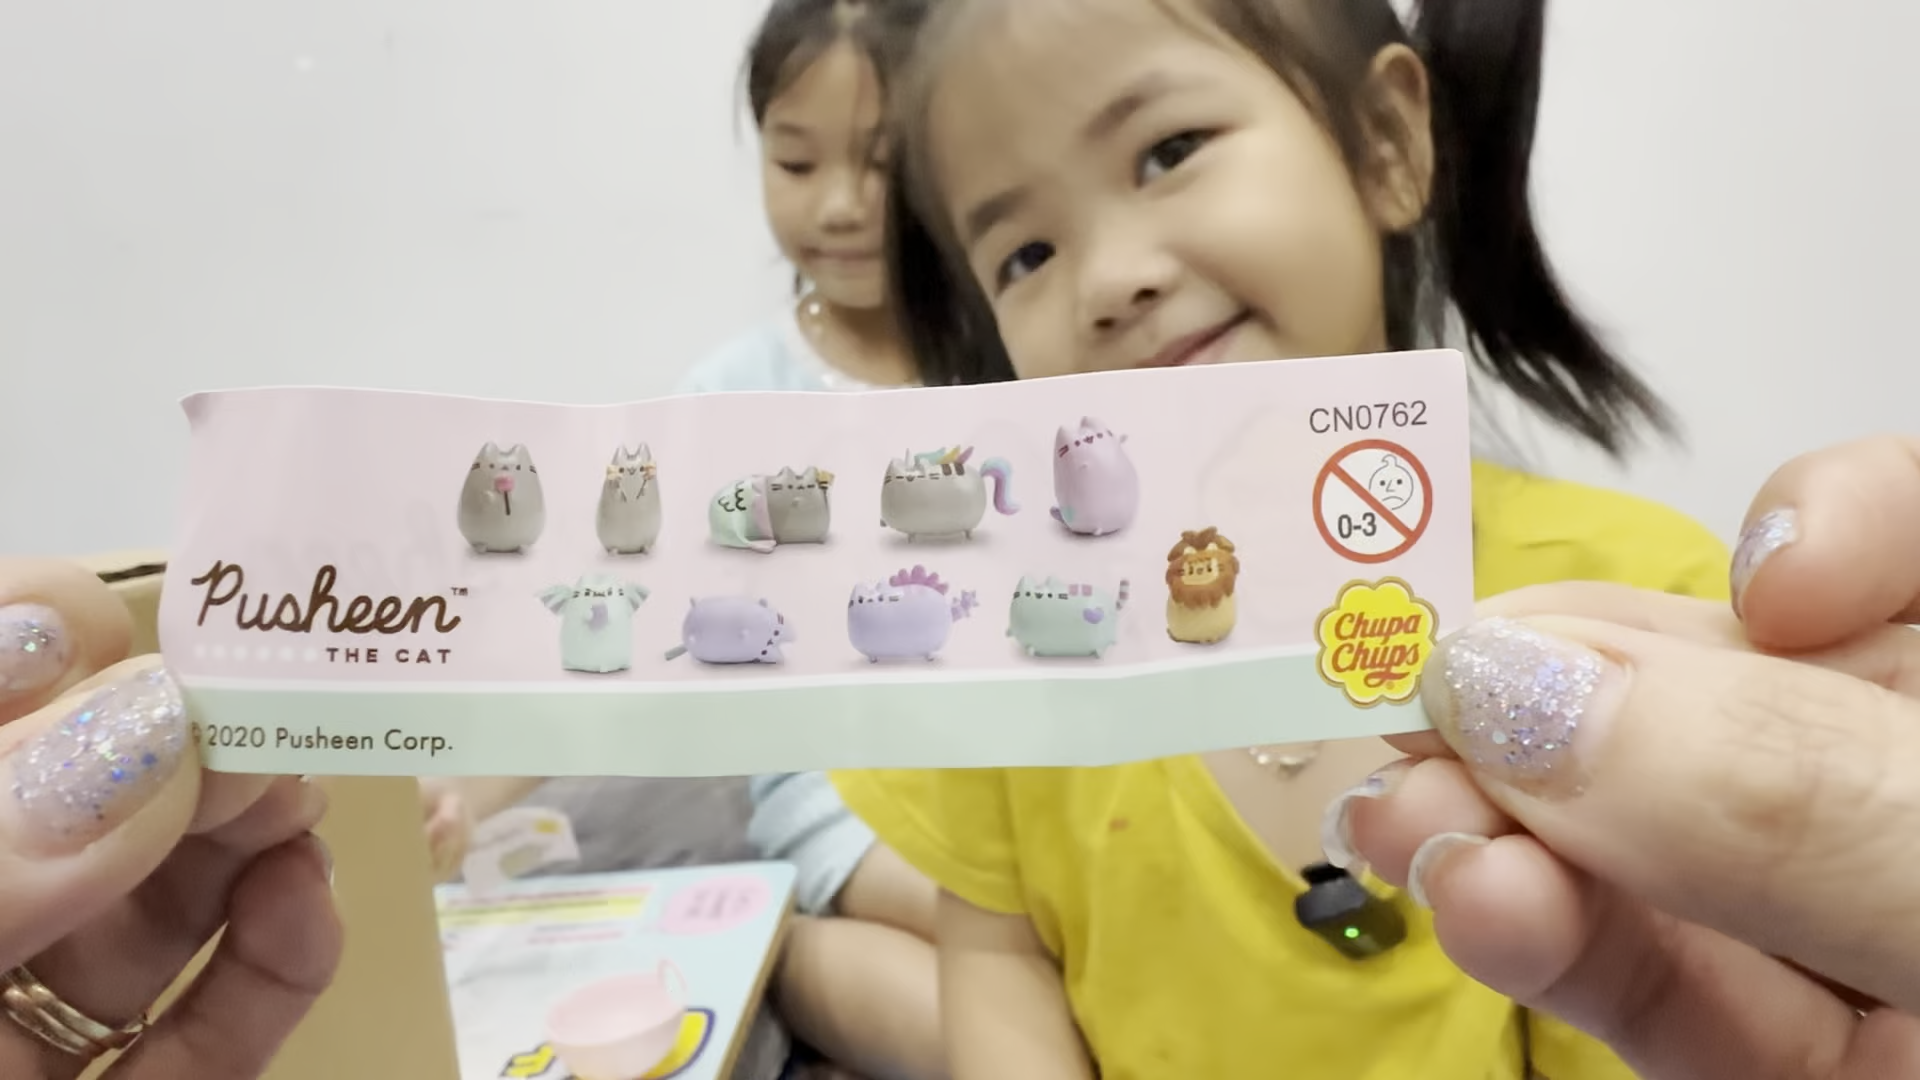 CN0762
0-3
Pusheen™
THE CAT
Chupa
Chups
© 2020 Pusheen Corp.